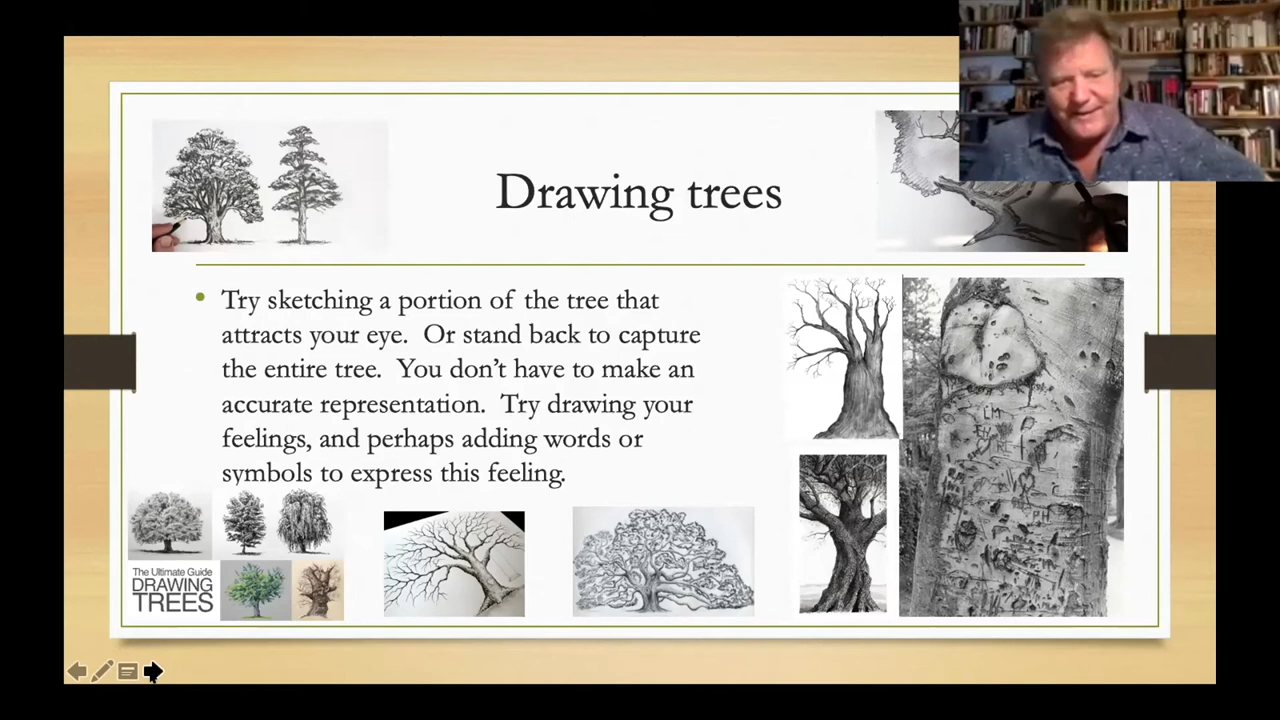 Drawing trees
Try sketching a portion of the tree that
attracts your eye.  Or stand back to capture
the entire tree.  You don’t have to make an
accurate representation.  Try drawing your
feelings, and perhaps adding words or
symbols to express this feeling.
The Ultimate Guide
DRAWING
TREES